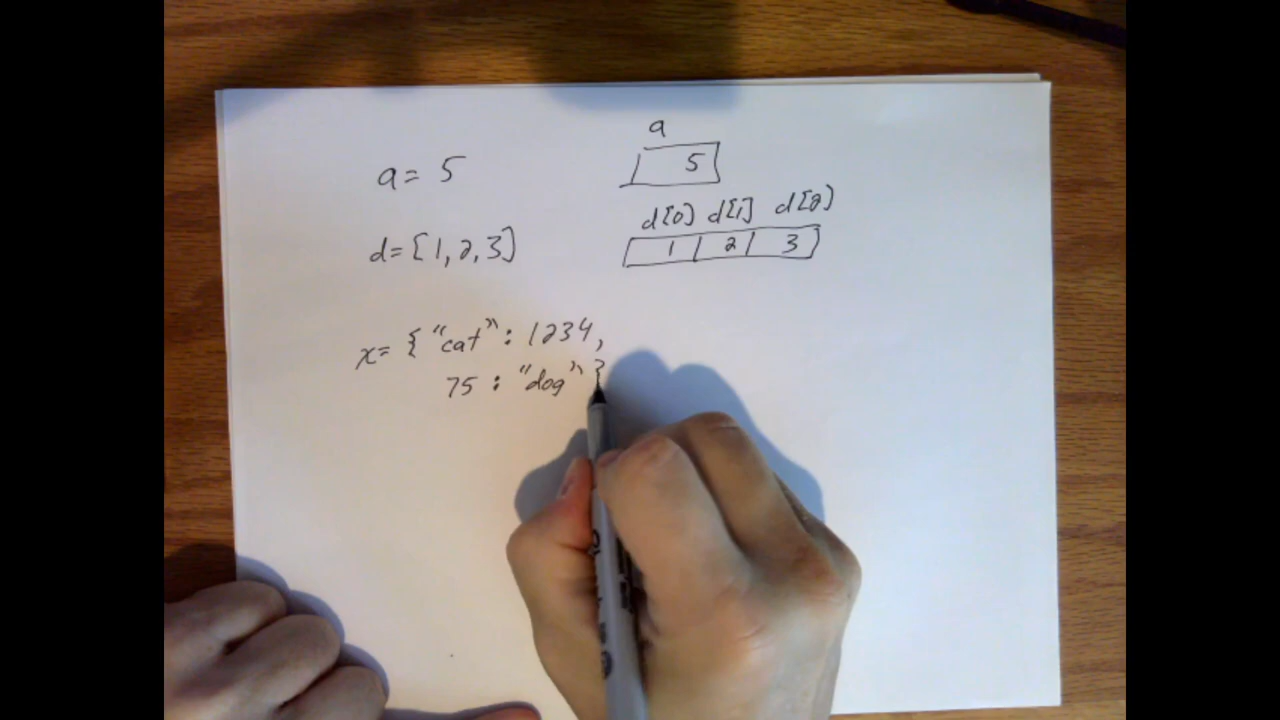 a
a = 5
5
d[0] d[1] d[2]
d = [1, 2, 3]
1 2 3
x = { "cat" : 1234,
75 : "dog" }